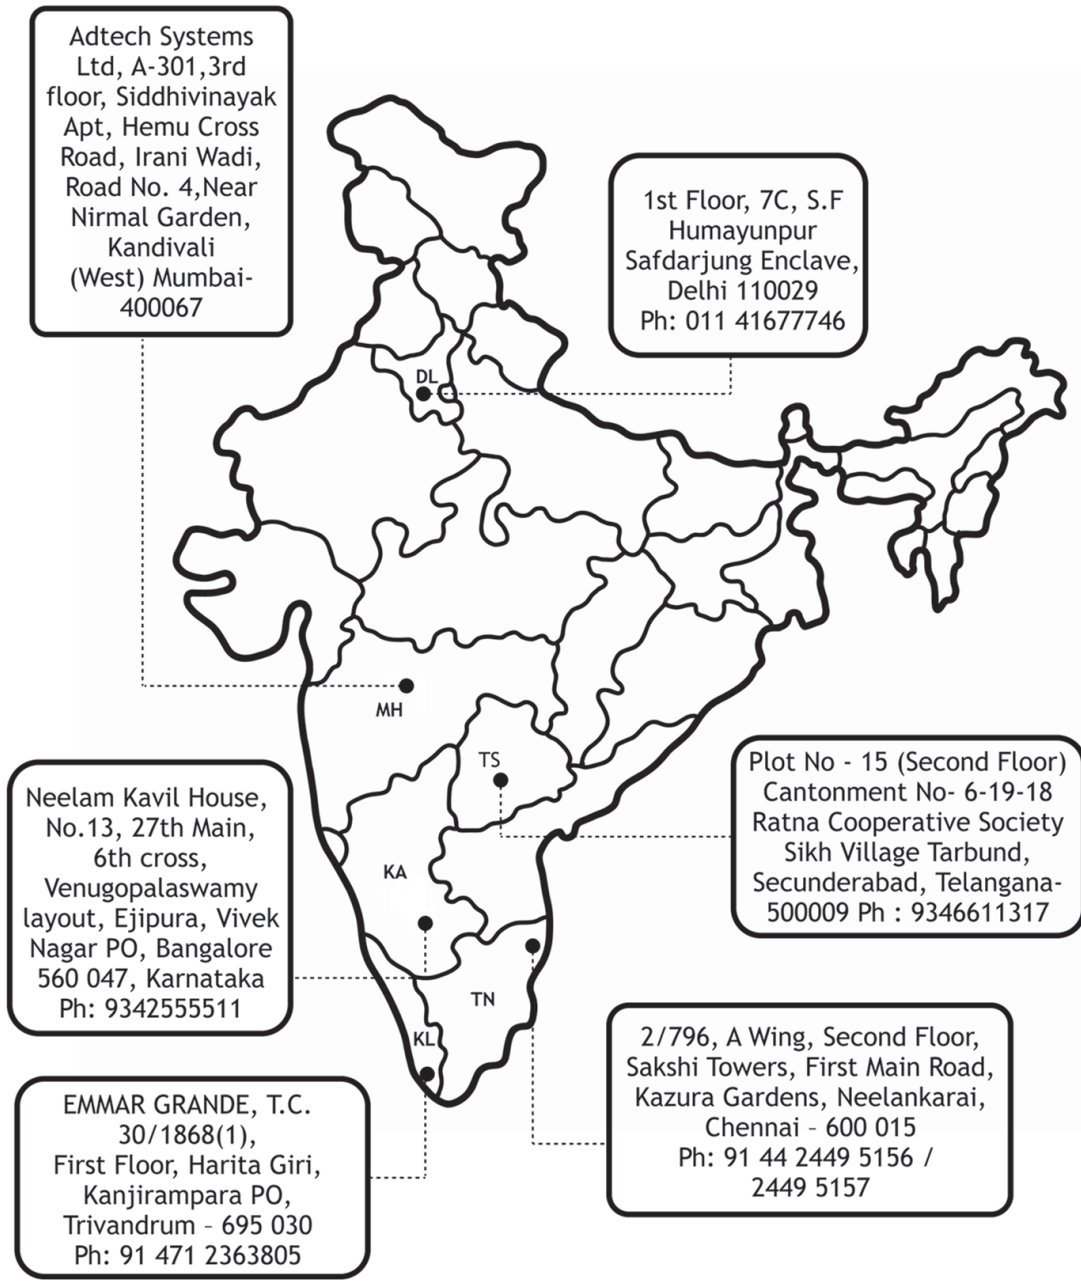 Adtech Systems
Ltd, A-301,3rd
floor, Siddhivinayak
Apt, Hemu Cross
Road, Irani Wadi,
Road No. 4,Near
Nirmal Garden,
Kandivali
(West) Mumbai-
400067
1st Floor, 7C, S.F
Humayunpur
Safdarjung Enclave,
Delhi 110029
Ph: 011 41677746
DL
MH
TS
Plot No - 15 (Second Floor)
Cantonment No- 6-19-18
Ratna Cooperative Society
Sikh Village Tarbund,
Secunderabad, Telangana-
500009 Ph : 9346611317
Neelam Kavil House,
No.13, 27th Main,
6th cross,
Venugopalaswamy
layout, Ejipura, Vivek
Nagar PO, Bangalore
560 047, Karnataka
Ph: 9342555511
KA
TN
KL
2/796, A Wing, Second Floor,
Sakshi Towers, First Main Road,
Kazura Gardens, Neelankarai,
Chennai – 600 015
Ph: 91 44 2449 5156 /
2449 5157
EMMAR GRANDE, T.C.
30/1868(1),
First Floor, Harita Giri,
Kanjirampara PO,
Trivandrum – 695 030
Ph: 91 471 2363805